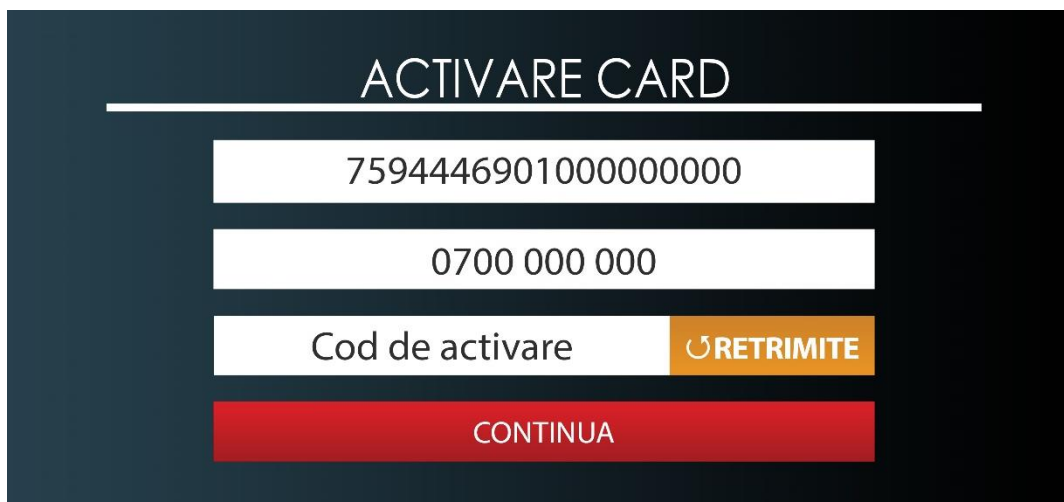 ACTIVARE CARD
7594446901000000000
0700 000 000
Cod de activare
RETRIMITE
CONTINUA